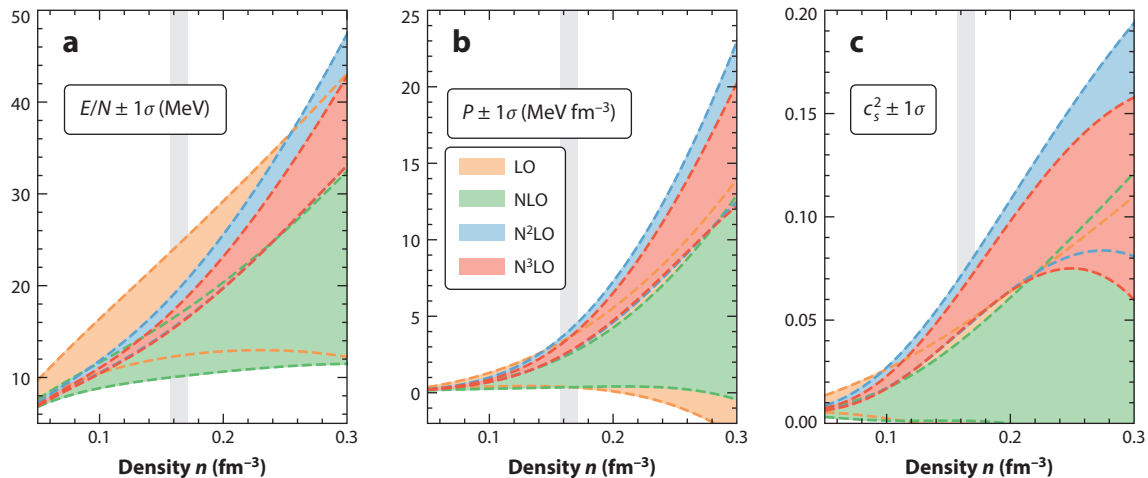 a
E/N ± 1σ (MeV)
50
40
30
20
10
0.1
0.2
0.3
Density n (fm⁻³)
b
P ± 1σ (MeV fm⁻³)
LO
NLO
N²LO
N³LO
25
20
15
10
5
0
0.1
0.2
0.3
Density n (fm⁻³)
c
cₛ² ± 1σ
0.20
0.15
0.10
0.05
0.00
0.1
0.2
0.3
Density n (fm⁻³)